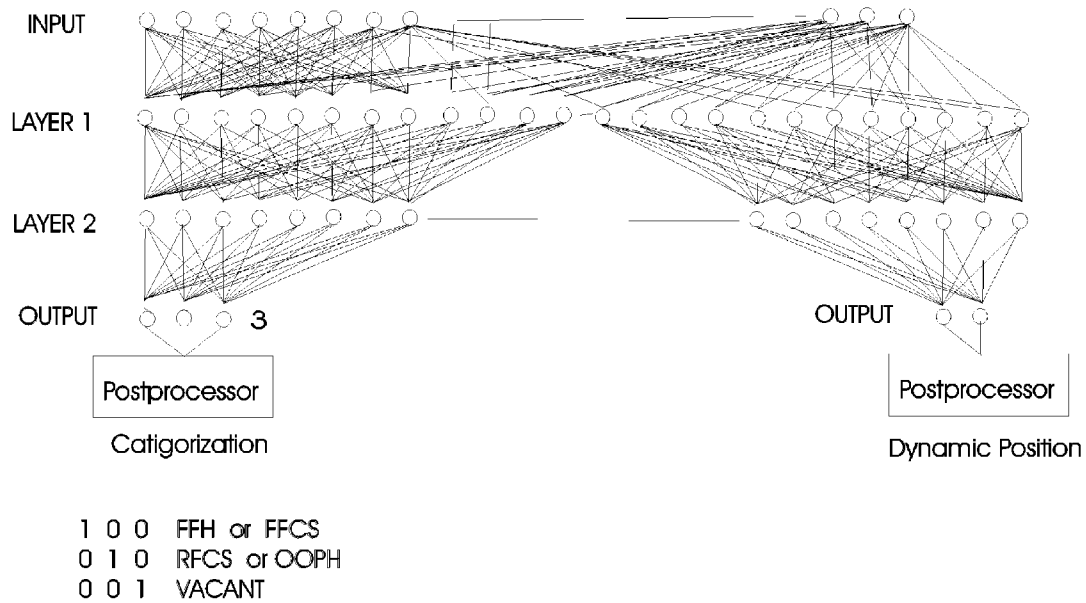 INPUT
LAYER 1
LAYER 2
OUTPUT 3 OUTPUT
Postprocessor Postprocessor
Catigorization Dynamic Position
1 0 0 FFH or FFCS
0 1 0 RFCS or OOPH
0 0 1 VACANT